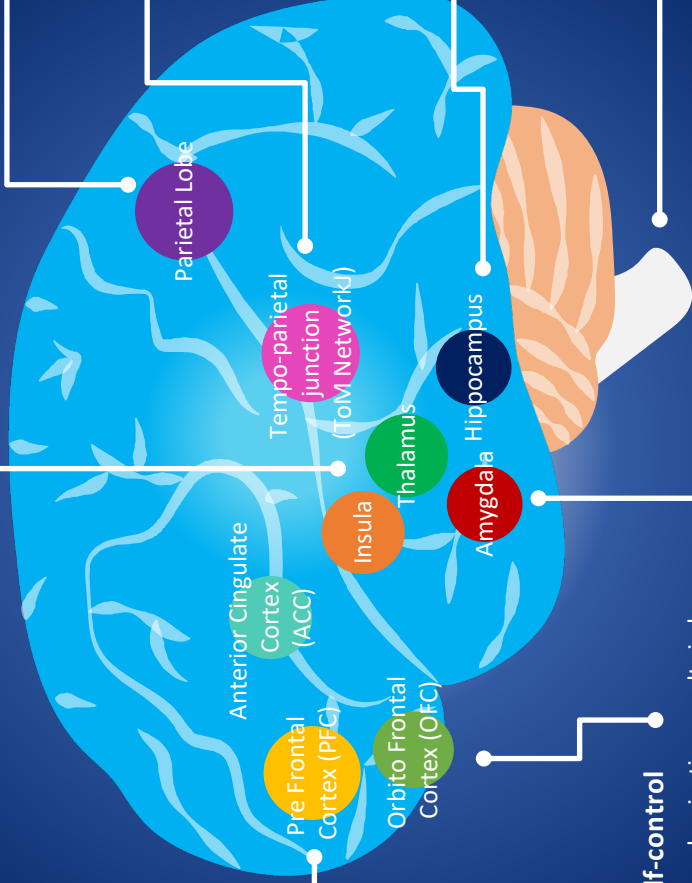 Parietal Lobe
Tempo-parietal
junction
(ToM NetworkJ)
Hippocampus
Thalamus
Amygdala
Insula
Anterior Cingulate
Cortex
(ACC)
Pre Frontal
Cortex (PFC)
Orbito Frontal
Cortex (OFC)